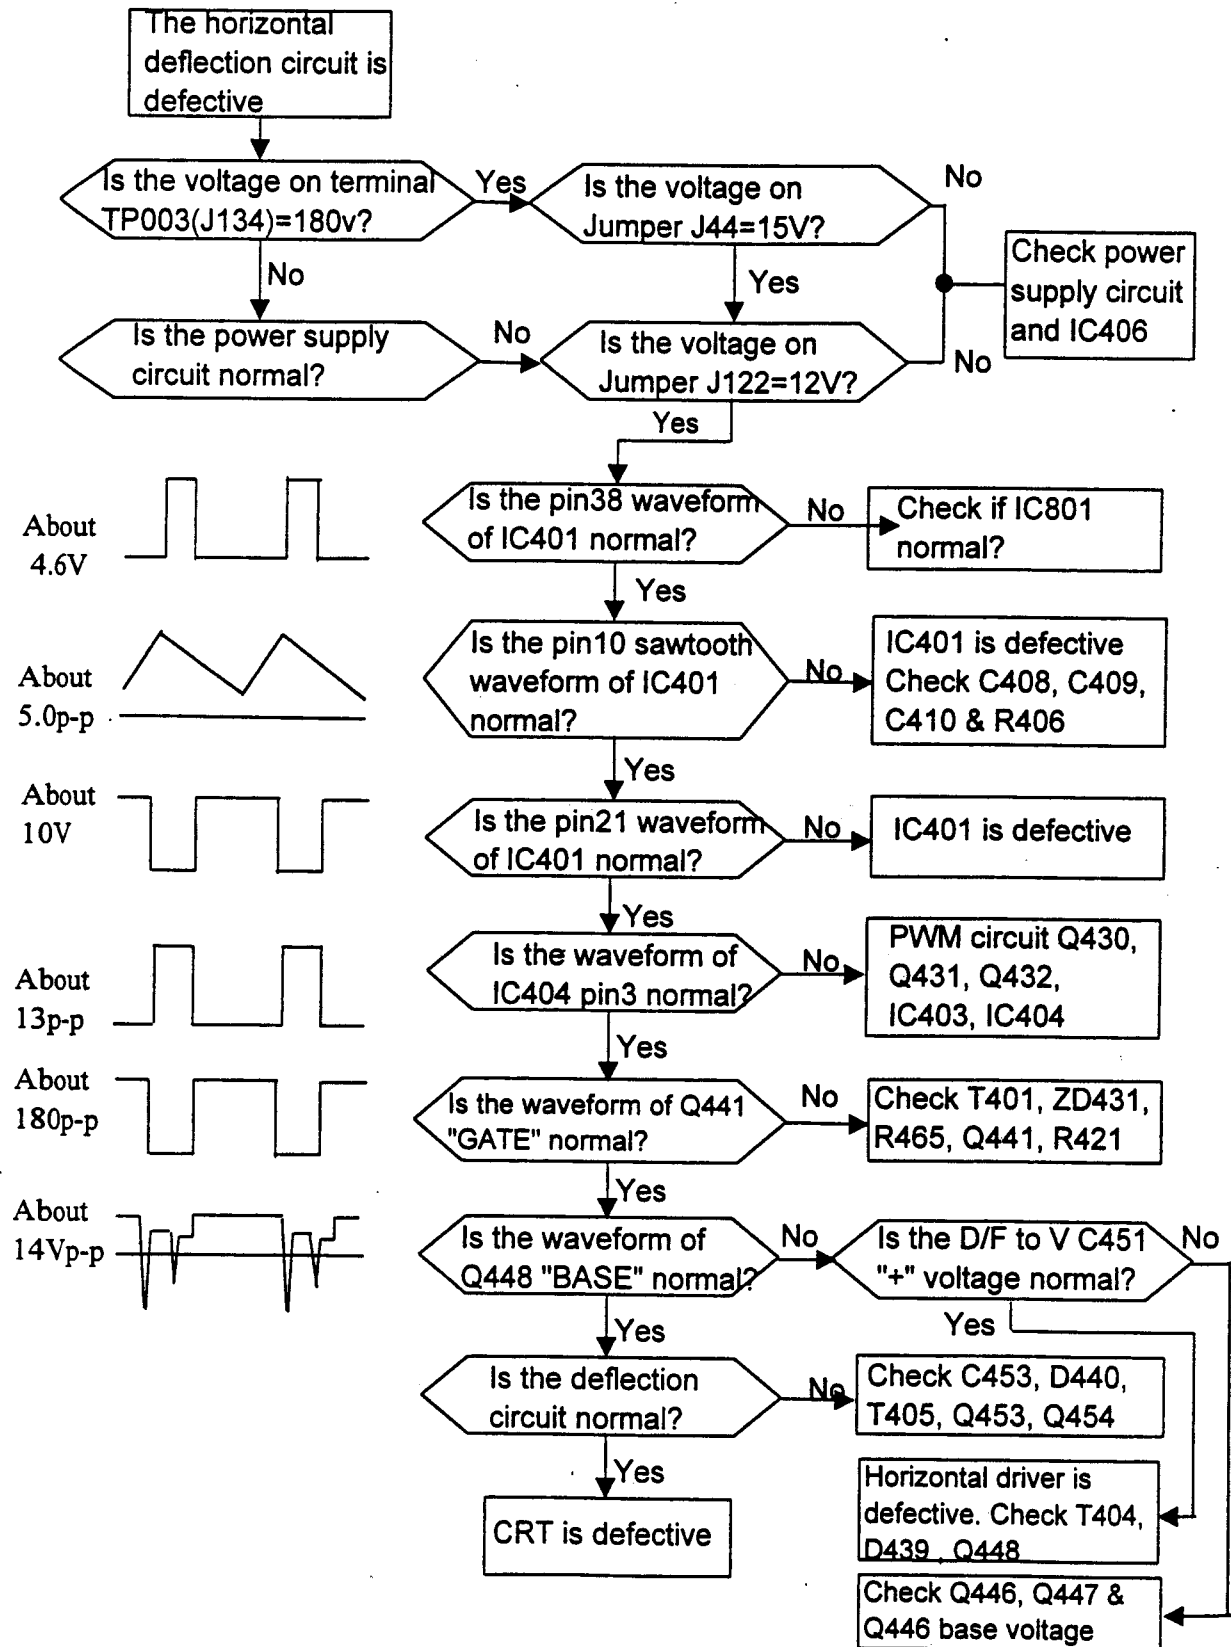 The horizontal
deflection circuit is
defective
Is the voltage on terminal
TP003(J134)=180v?
Yes
Is the voltage on
Jumper J44=15V?
No
No
Yes
Check power
supply circuit
and IC406
Is the power supply
circuit normal?
No
Is the voltage on
Jumper J122=12V?
No
Yes
About
4.6V
Is the pin38 waveform
of IC401 normal?
No
Check if IC801
normal?
Yes
About
5.0p-p
Is the pin10 sawtooth
waveform of IC401
normal?
No
IC401 is defective
Check C408, C409,
C410 & R406
Yes
About
10V
Is the pin21 waveform
of IC401 normal?
No
IC401 is defective
Yes
About
13p-p
Is the waveform of
IC404 pin3 normal?
No
PWM circuit Q430,
Q431, Q432,
IC403, IC404
Yes
About
180p-p
Is the waveform of Q441
"GATE" normal?
No
Check T401, ZD431,
R465, Q441, R421
Yes
About
14Vp-p
Is the waveform of
Q448 "BASE" normal?
No
Is the D/F to V C451
"+" voltage normal?
No
Yes
Yes
Is the deflection
circuit normal?
No
Check C453, D440,
T405, Q453, Q454
Yes
CRT is defective
Horizontal driver is
defective. Check T404,
D439 , Q448
Check Q446, Q447 &
Q446 base voltage